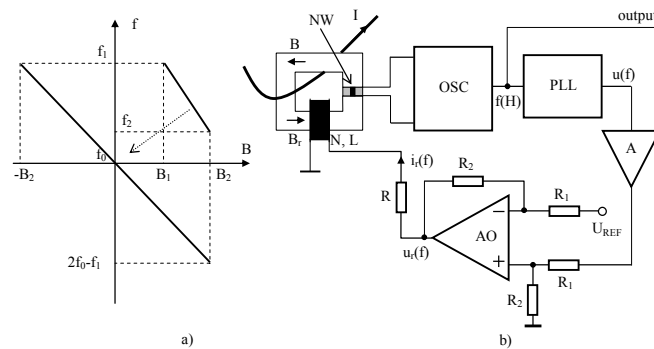 f
f₁
f₂
f₀
B
-B₂
B₁
B₂
2f₀-f₁
a)
NW
I
B
Bᵣ
N, L
OSC
f(H)
PLL
output
u(f)
A
iᵣ(f)
R
R₂
R₁
U_REF
−
AO
+
uᵣ(f)
R₁
R₂
b)